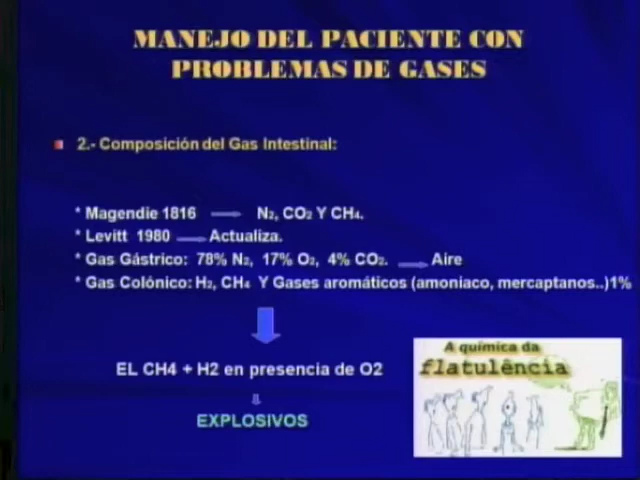 MANEJO DEL PACIENTE CON
PROBLEMAS DE GASES
2.- Composición del Gas Intestinal:
* Magendie 1816 N2, CO2 Y CH4.
* Levitt 1980 Actualiza.
* Gas Gástrico: 78% N2, 17% O2, 4% CO2. Aire
* Gas Colónico: H2, CH4 Y Gases aromáticos (amoniaco, mercaptanos..)1%
EL CH4 + H2 en presencia de O2
EXPLOSIVOS
A química da
flatulência